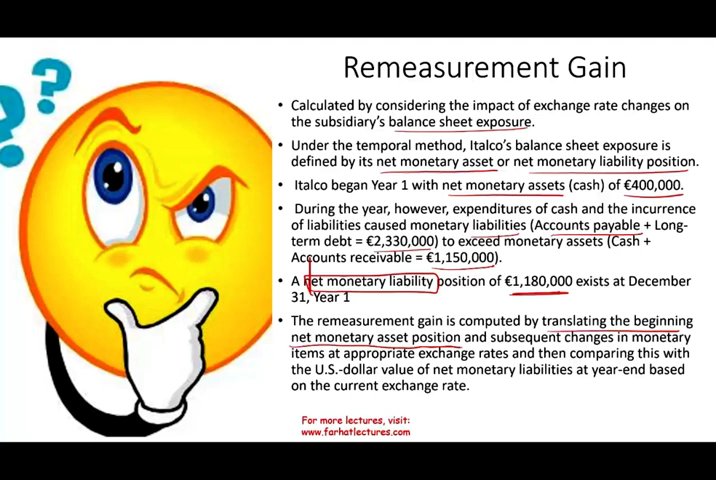 Remeasurement Gain
• Calculated by considering the impact of exchange rate changes on
the subsidiary's balance sheet exposure.
• Under the temporal method, Italco's balance sheet exposure is
defined by its net monetary asset or net monetary liability position.
• Italco began Year 1 with net monetary assets (cash) of €400,000.
• During the year, however, expenditures of cash and the incurrence
of liabilities caused monetary liabilities (Accounts payable + Long-
term debt = €2,330,000) to exceed monetary assets (Cash +
Accounts receivable = €1,150,000).
• A net monetary liability position of €1,180,000 exists at December
31, Year 1
• The remeasurement gain is computed by translating the beginning
net monetary asset position and subsequent changes in monetary
items at appropriate exchange rates and then comparing this with
the U.S.-dollar value of net monetary liabilities at year-end based
on the current exchange rate.
For more lectures, visit:
www.farhatlectures.com